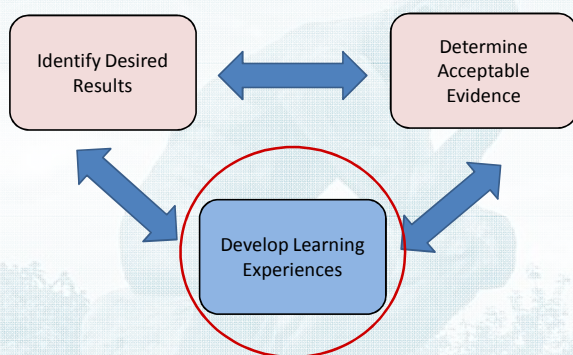 Identify Desired
Results
Determine
Acceptable
Evidence
Develop Learning
Experiences